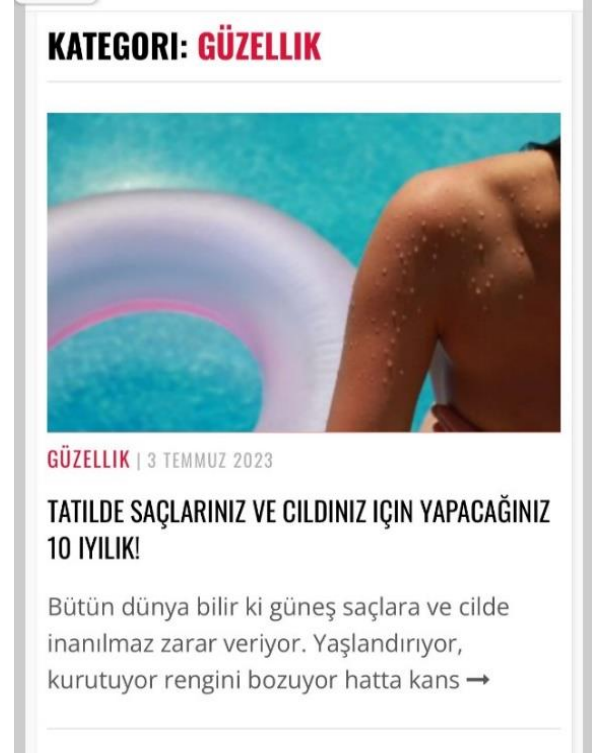 KATEGORI: GÜZELLIK
GÜZELLIK | 3 TEMMUZ 2023
TATILDE SAÇLARINIZ VE CILDINIZ IÇIN YAPACAĞINIZ
10 IYILIK!
Bütün dünya bilir ki güneş saçlara ve cilde
inanılmaz zarar veriyor. Yaşlandırıyor,
kurutuyor rengini bozuyor hatta kans →